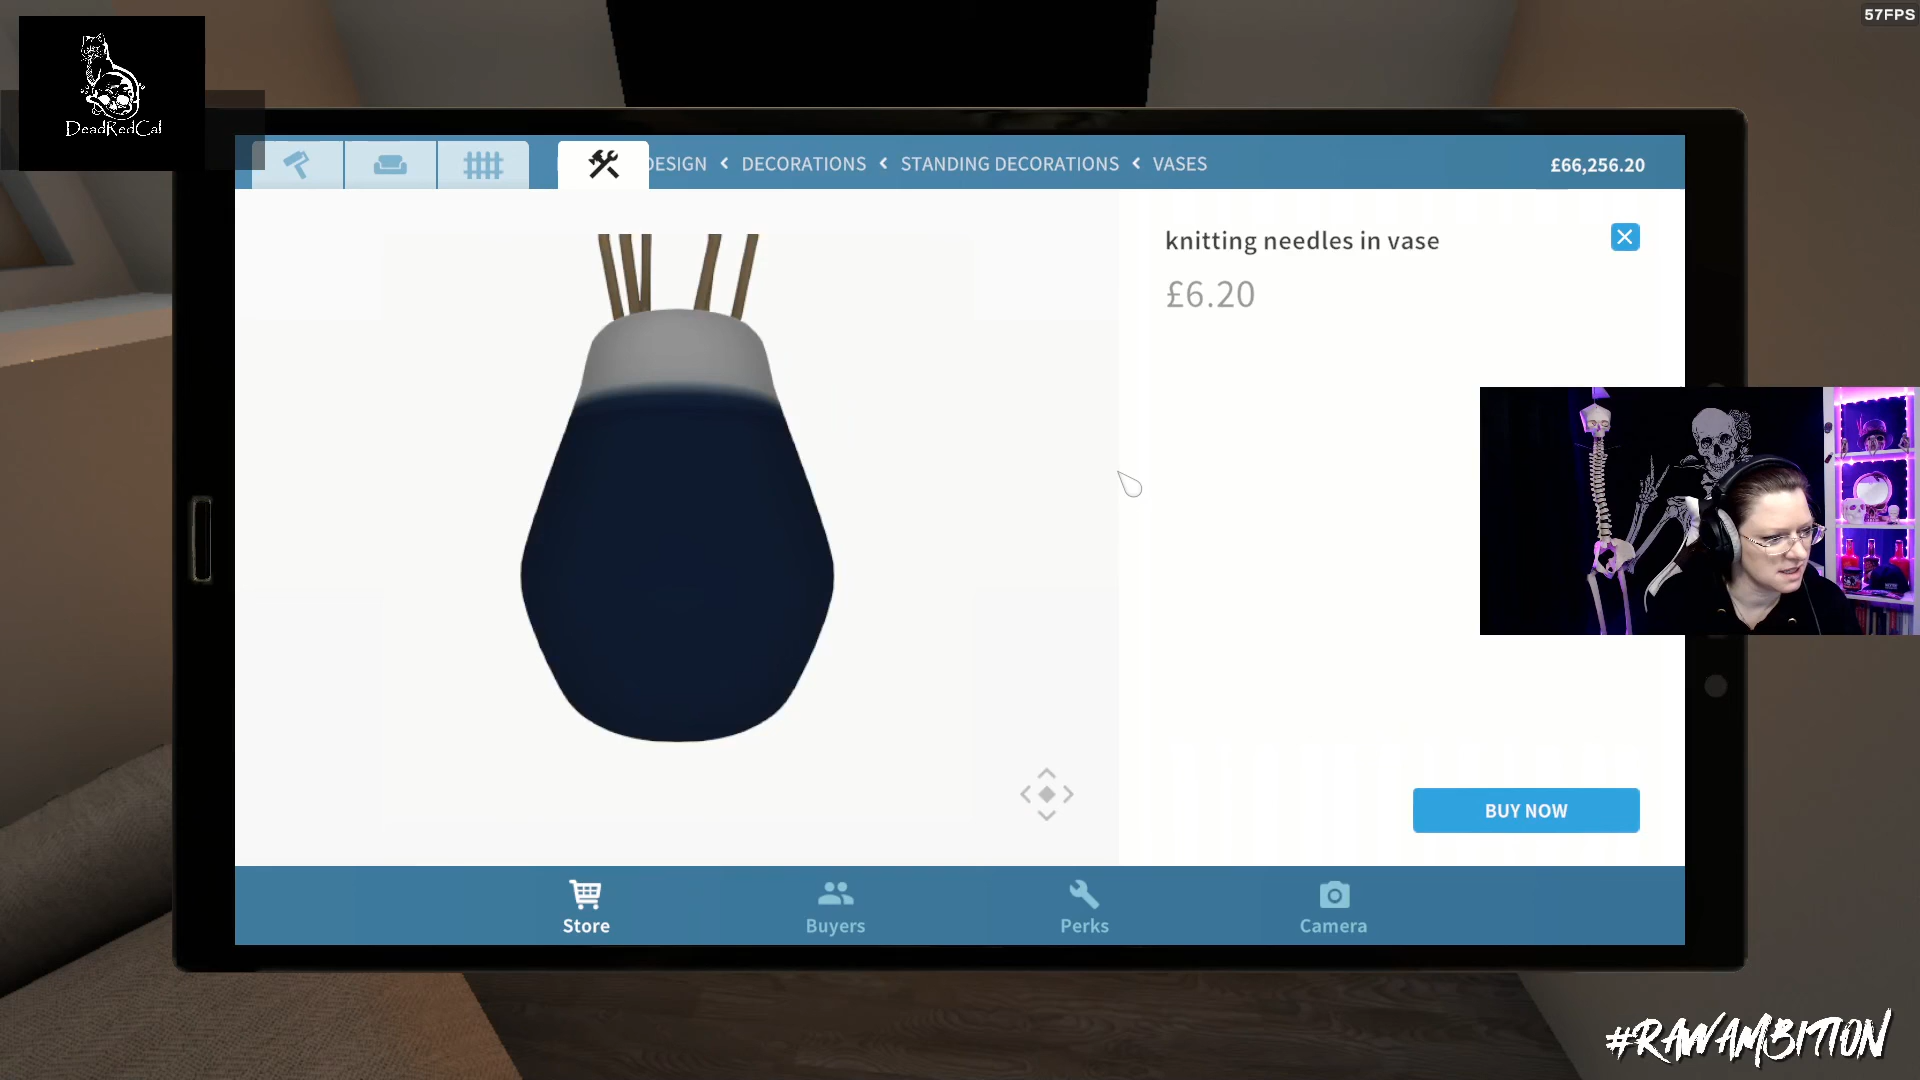 57FPS
DeadRedCal
DESIGN < DECORATIONS < STANDING DECORATIONS < VASES
£66,256.20
knitting needles in vase
£6.20
BUY NOW
Store
Buyers
Perks
Camera
#RAWAMBITION